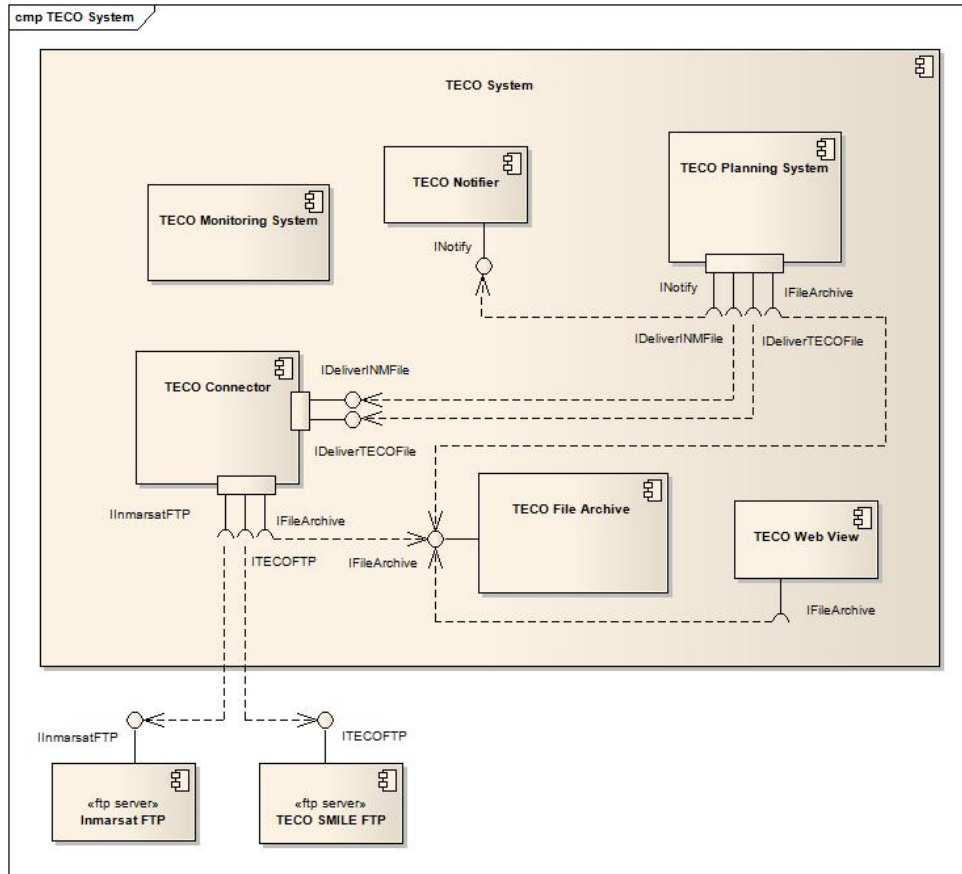 cmp TECO System
TECO System
TECO Notifier
TECO Planning System
TECO Monitoring System
INotify
INotify
IFileArchive
IDeliverINMFile
IDeliverTECOFile
TECO Connector
IDeliverINMFile
IDeliverTECOFile
IInmarsatFTP
IFileArchive
ITECOFTP
IFileArchive
TECO File Archive
TECO Web View
IFileArchive
IInmarsatFTP
ITECOFTP
«ftp server»
Inmarsat FTP
«ftp server»
TECO SMILE FTP